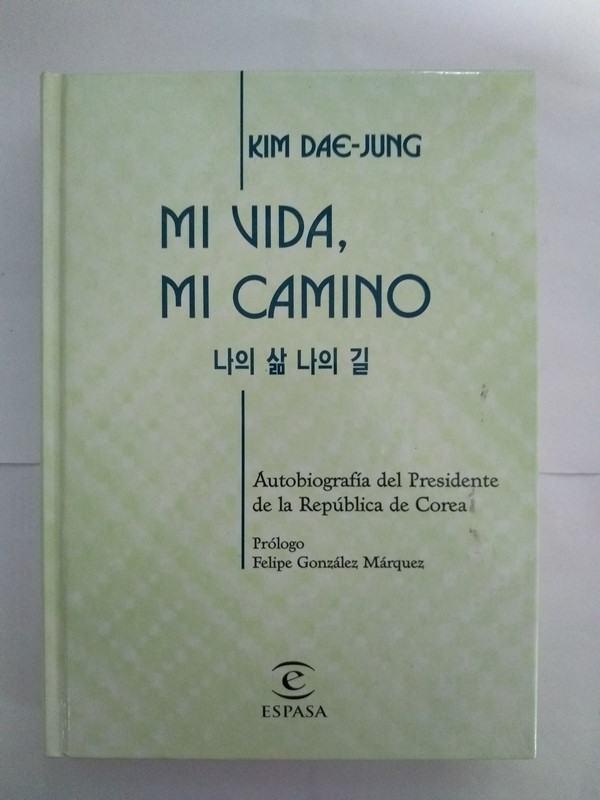 KIM DAE-JUNG
MI VIDA,
MI CAMINO
나의 삶 나의 길
Autobiografía del Presidente
de la República de Corea
Prólogo
Felipe González Márquez
e
ESPASA